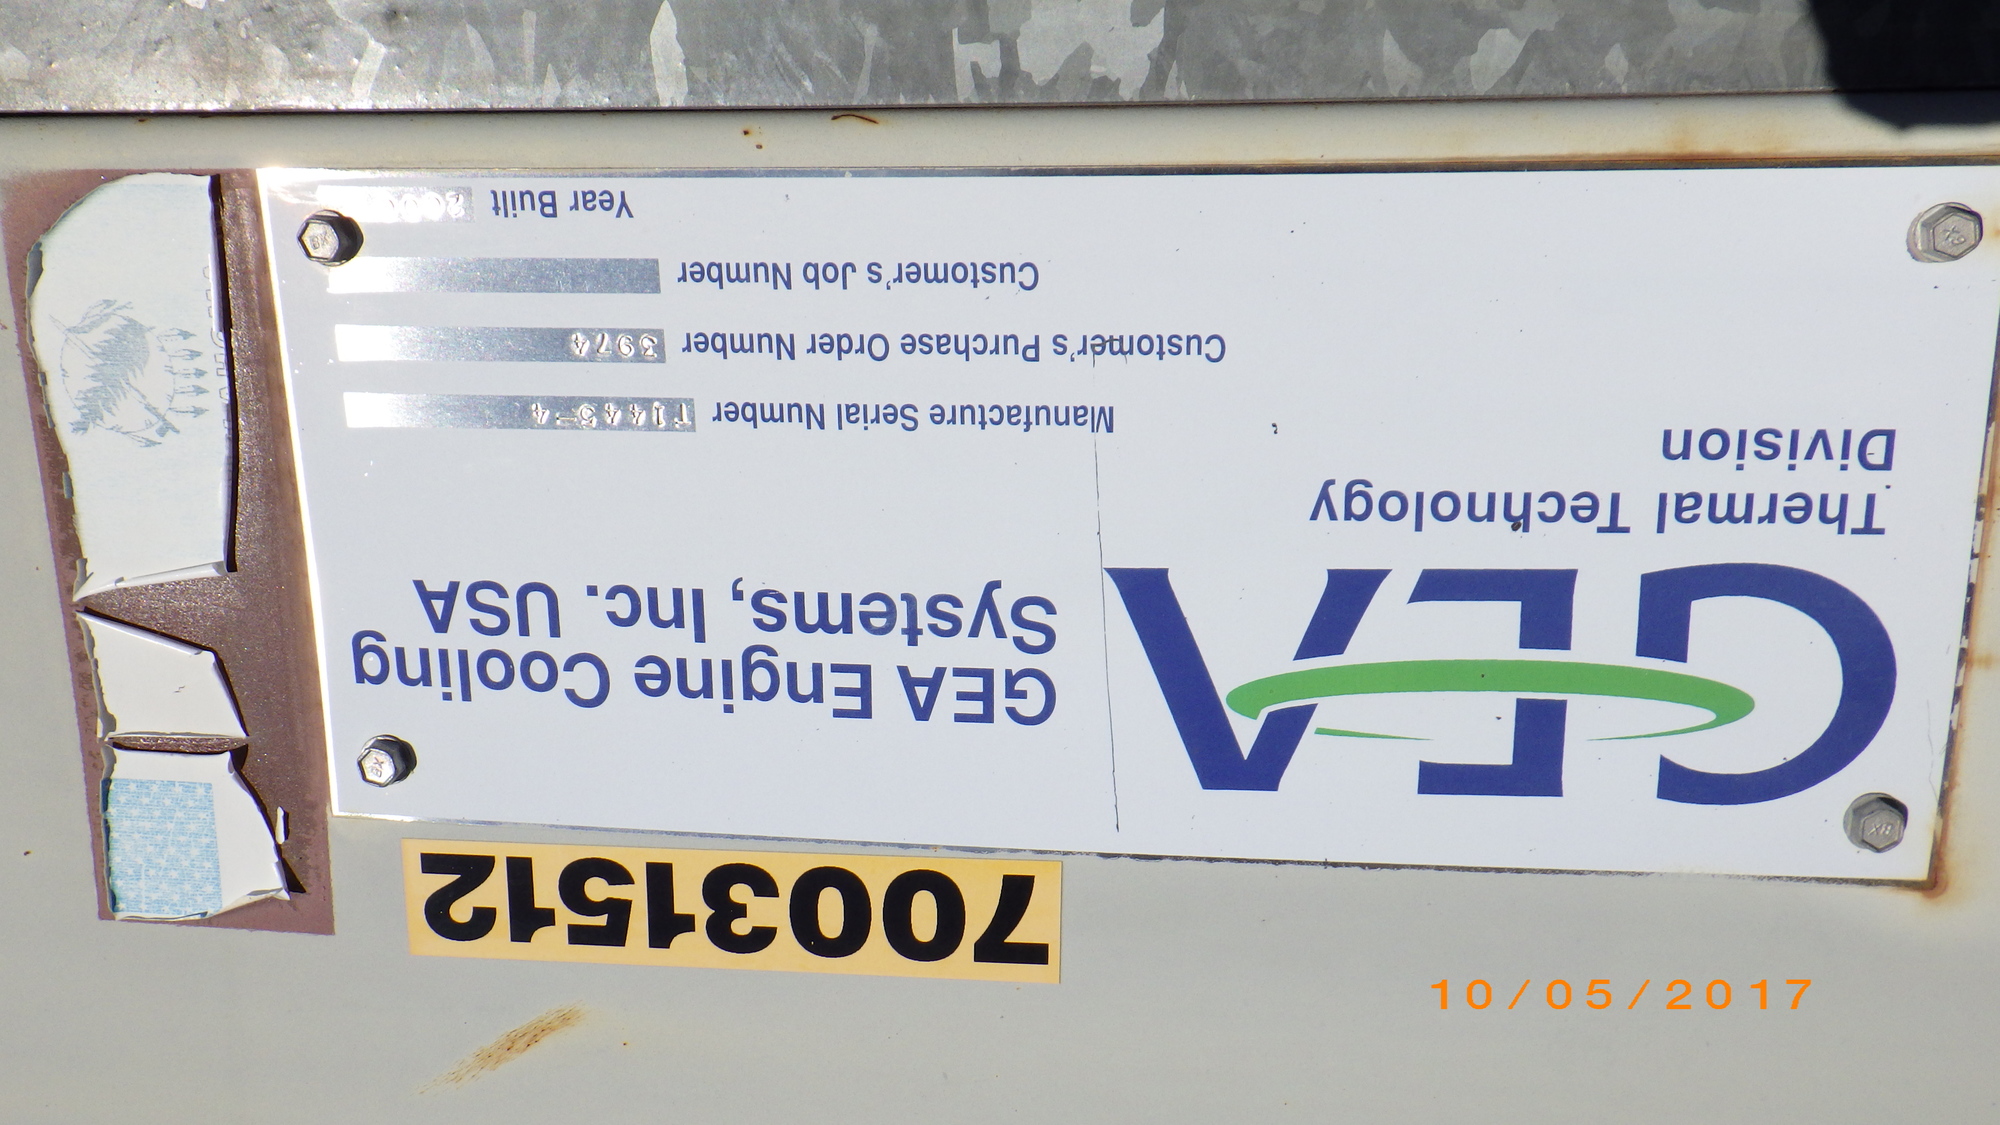 70031512
GEA
Thermal Technology
Division
GEA Engine Cooling
Systems, Inc. USA
Manufacture Serial Number T1445-4
Customer's Purchase Order Number 3974
Customer's Job Number
Year Built
10/05/2017